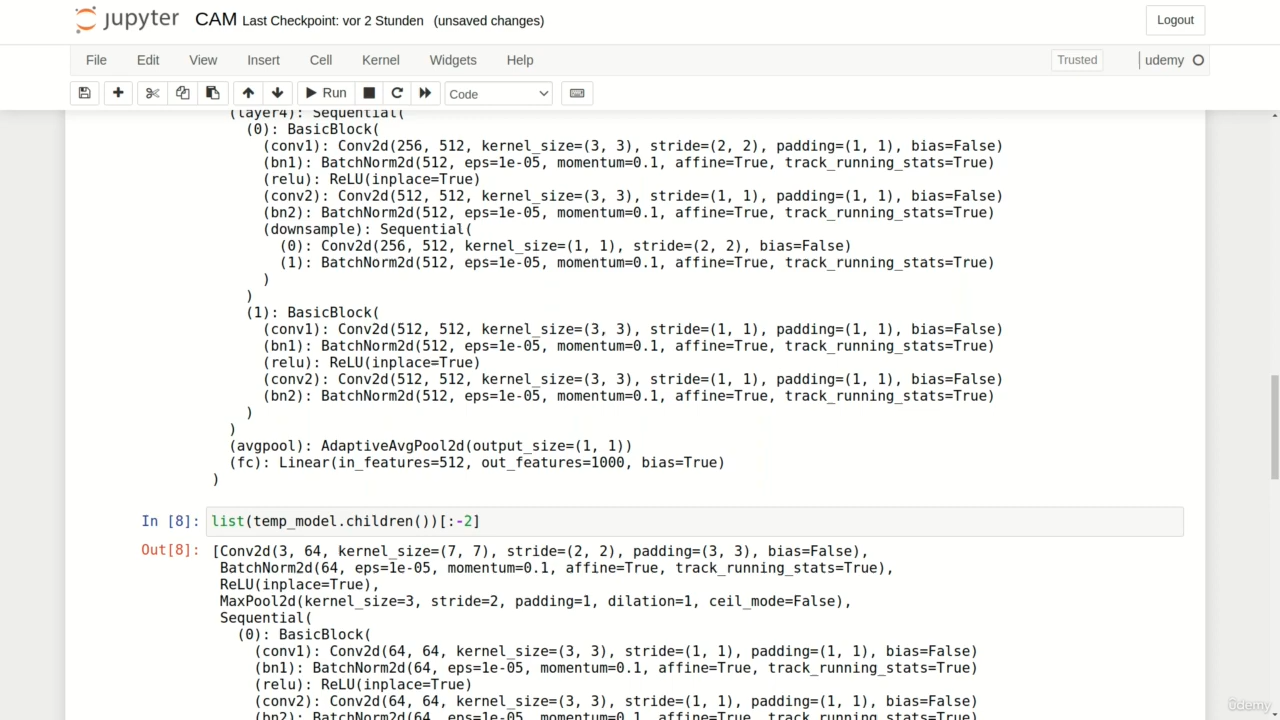 jupyter CAM Last Checkpoint: vor 2 Stunden (unsaved changes) Logout
File Edit View Insert Cell Kernel Widgets Help Trusted udemy
Run Code
(layer4): Sequential(
(0): BasicBlock(
(conv1): Conv2d(256, 512, kernel_size=(3, 3), stride=(2, 2), padding=(1, 1), bias=False)
(bn1): BatchNorm2d(512, eps=1e-05, momentum=0.1, affine=True, track_running_stats=True)
(relu): ReLU(inplace=True)
(conv2): Conv2d(512, 512, kernel_size=(3, 3), stride=(1, 1), padding=(1, 1), bias=False)
(bn2): BatchNorm2d(512, eps=1e-05, momentum=0.1, affine=True, track_running_stats=True)
(downsample): Sequential(
(0): Conv2d(256, 512, kernel_size=(1, 1), stride=(2, 2), bias=False)
(1): BatchNorm2d(512, eps=1e-05, momentum=0.1, affine=True, track_running_stats=True)
)
)
(1): BasicBlock(
(conv1): Conv2d(512, 512, kernel_size=(3, 3), stride=(1, 1), padding=(1, 1), bias=False)
(bn1): BatchNorm2d(512, eps=1e-05, momentum=0.1, affine=True, track_running_stats=True)
(relu): ReLU(inplace=True)
(conv2): Conv2d(512, 512, kernel_size=(3, 3), stride=(1, 1), padding=(1, 1), bias=False)
(bn2): BatchNorm2d(512, eps=1e-05, momentum=0.1, affine=True, track_running_stats=True)
)
)
(avgpool): AdaptiveAvgPool2d(output_size=(1, 1))
(fc): Linear(in_features=512, out_features=1000, bias=True)
)
In [8]: list(temp_model.children())[:-2]
Out[8]: [Conv2d(3, 64, kernel_size=(7, 7), stride=(2, 2), padding=(3, 3), bias=False),
BatchNorm2d(64, eps=1e-05, momentum=0.1, affine=True, track_running_stats=True),
ReLU(inplace=True),
MaxPool2d(kernel_size=3, stride=2, padding=1, dilation=1, ceil_mode=False),
Sequential(
(0): BasicBlock(
(conv1): Conv2d(64, 64, kernel_size=(3, 3), stride=(1, 1), padding=(1, 1), bias=False)
(bn1): BatchNorm2d(64, eps=1e-05, momentum=0.1, affine=True, track_running_stats=True)
(relu): ReLU(inplace=True)
(conv2): Conv2d(64, 64, kernel_size=(3, 3), stride=(1, 1), padding=(1, 1), bias=False)
(bn2): BatchNorm2d(64, eps=1e-05, momentum=0.1, affine=True, track_running_stats=True)
ûdemy